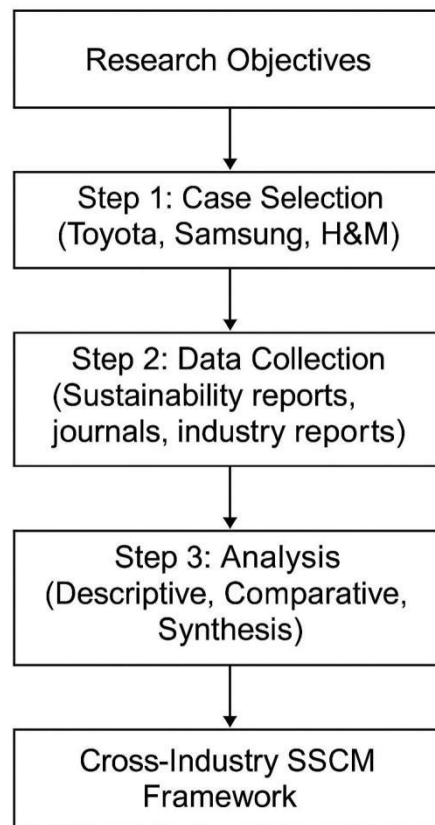 Research Objectives
Step 1: Case Selection
(Toyota, Samsung, H&M)
Step 2: Data Collection
(Sustainability reports,
journals, industry reports)
Step 3: Analysis
(Descriptive, Comparative,
Synthesis)
Cross-Industry SSCM
Framework